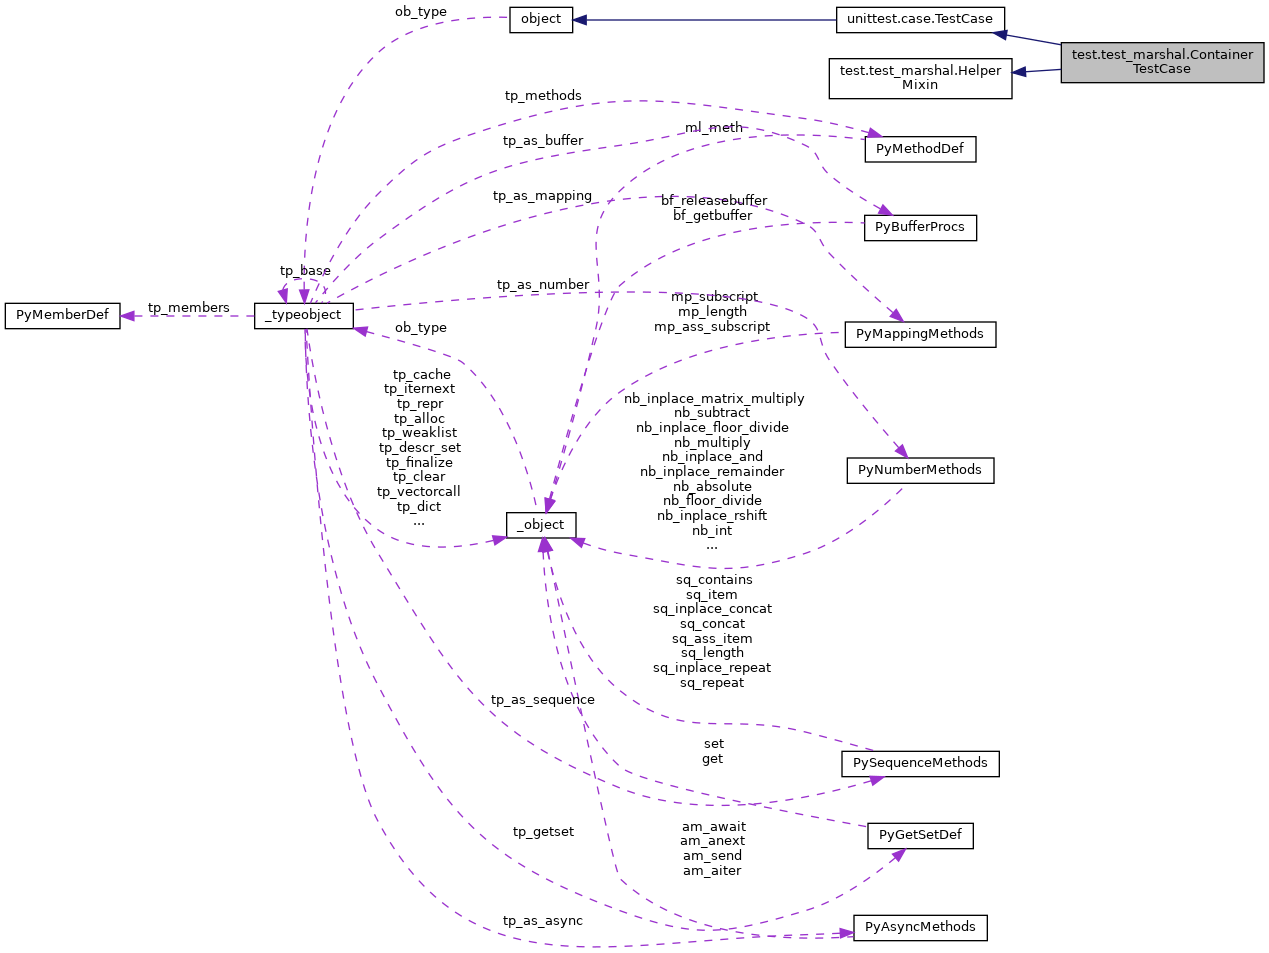 ob_type
object
unittest.case.TestCase
test.test_marshal.Container
TestCase
test.test_marshal.Helper
Mixin
tp_methods
ml_meth
tp_as_buffer
PyMethodDef
tp_as_mapping
bf_releasebuffer
bf_getbuffer
PyBufferProcs
tp_base
tp_as_number
mp_subscript
mp_length
mp_ass_subscript
PyMemberDef
tp_members
_typeobject
ob_type
PyMappingMethods
tp_cache
tp_iternext
tp_repr
tp_alloc
tp_weaklist
tp_descr_set
tp_finalize
tp_clear
tp_vectorcall
tp_dict
...
nb_inplace_matrix_multiply
nb_subtract
nb_inplace_floor_divide
nb_multiply
nb_inplace_and
nb_inplace_remainder
nb_absolute
nb_floor_divide
nb_inplace_rshift
nb_int
...
PyNumberMethods
_object
sq_contains
sq_item
sq_inplace_concat
sq_concat
sq_ass_item
sq_length
sq_inplace_repeat
sq_repeat
tp_as_sequence
set
get
PySequenceMethods
tp_getset
am_await
am_anext
am_send
am_aiter
PyGetSetDef
tp_as_async
PyAsyncMethods